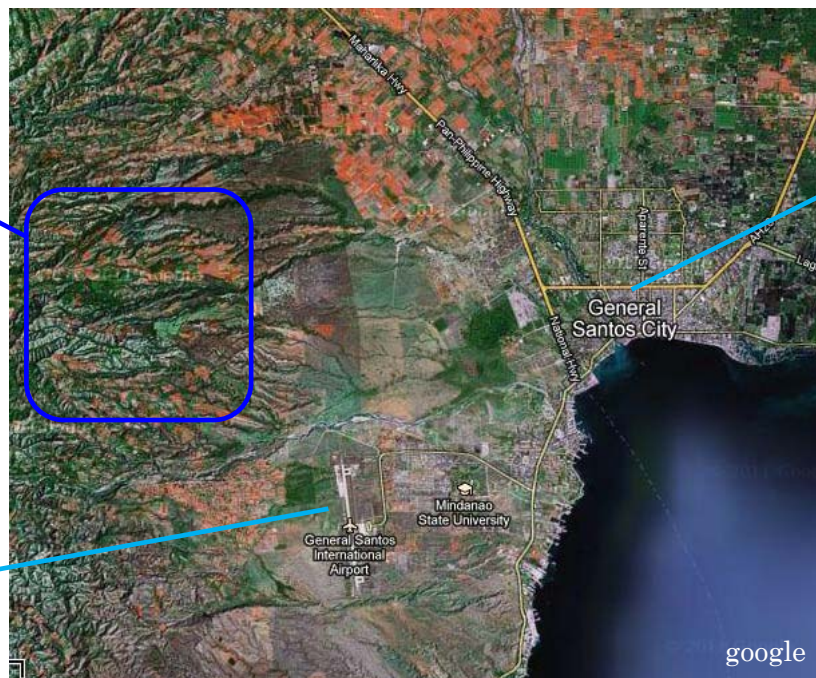 Maharlika Hwy
Pan-Philippine Highway
Aparente St
AH26
Lag
General
Santos City
National Hwy
Mindanao
State University
General Santos
International
Airport
google